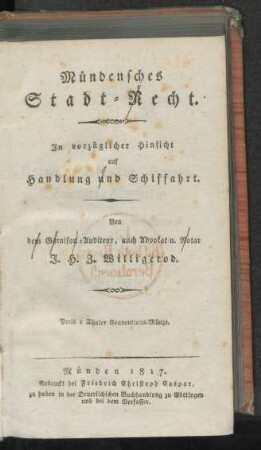 Mündensches
Stadt-Recht.
In vorzüglicher Hinsicht
auf
Handlung und Schiffahrt.
Von
dem Garnison-Auditeur, auch Advokat u. Notar
J. H. Z. Willigerod.
Preis 1 Thaler Conventions-Münze.
Münden 1817.
Gedruckt bei Friedrich Christoph Caspar,
zu haben in der Deuerlichschen Buchhandlung zu Göttingen
und bei dem Verfasser.